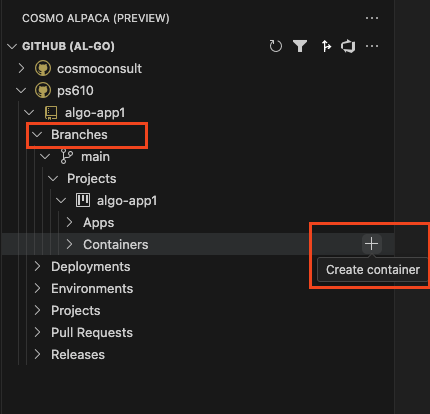 COSMO ALPACA (PREVIEW)
GITHUB (AL-GO)
cosmoconsult
ps610
algo-app1
Branches
main
Projects
algo-app1
Apps
Containers
Create container
Deployments
Environments
Projects
Pull Requests
Releases